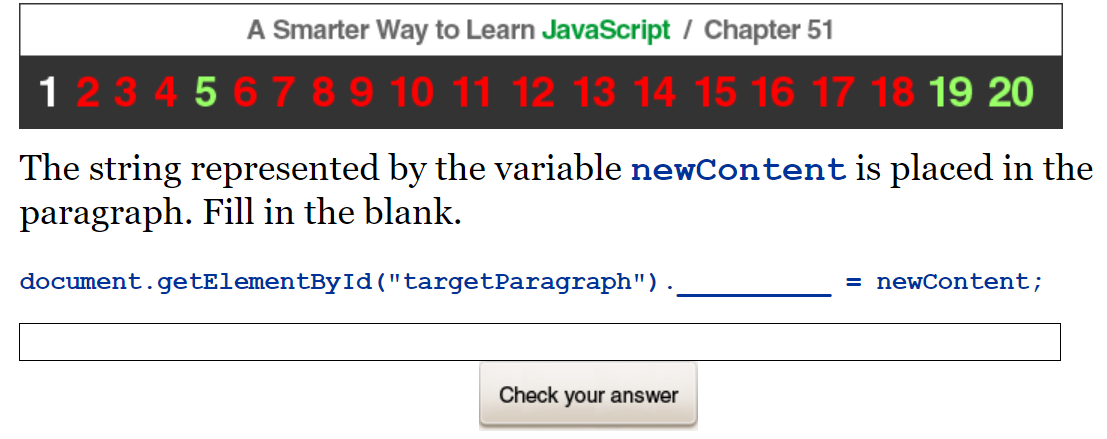 A Smarter Way to Learn JavaScript / Chapter 51
1 2 3 4 5 6 7 8 9 10 11 12 13 14 15 16 17 18 19 20
The string represented by the variable newContent is placed in the
paragraph. Fill in the blank.
document.getElementById("targetParagraph").__________ = newContent;
Check your answer